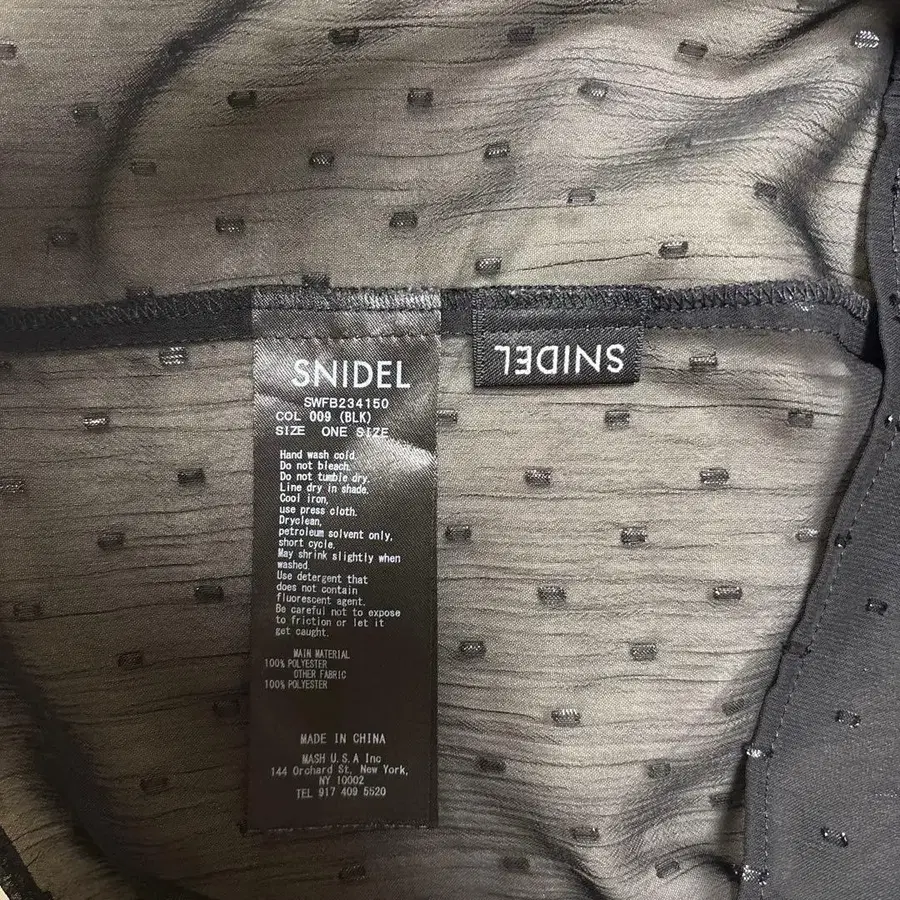 SNIDEL
SWFB234150
COL 009 (BLK)
SIZE ONE SIZE
Hand wash cold.
Do not bleach.
Do not tumble dry.
Line dry in shade.
Cool iron,
use press cloth.
Dryclean,
petroleum solvent only,
short cycle.
May shrink slightly when
washed.
Use detergent that
does not contain
fluorescent agent.
Be careful not to expose
to friction or let it
get caught.
MAIN MATERIAL
100% POLYESTER
OTHER FABRIC
100% POLYESTER
MADE IN CHINA
MASH U.S.A Inc
144 Orchard St, New York,
NY 10002
TEL 917 409 5520
SNIDEL